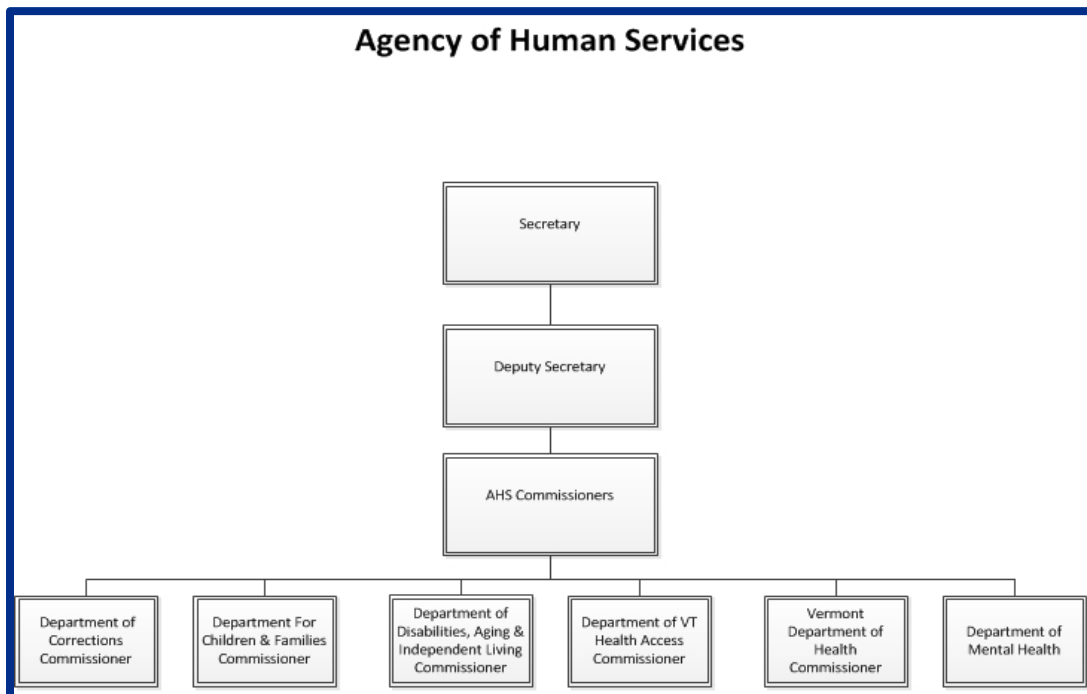 Agency of Human Services
Secretary
Deputy Secretary
AHS Commissioners
Department of
Corrections
Commissioner
Department For
Children & Families
Commissioner
Department of
Disabilities, Aging &
Independent Living
Commissioner
Department of VT
Health Access
Commissioner
Vermont
Department of
Health
Commissioner
Department of
Mental Health